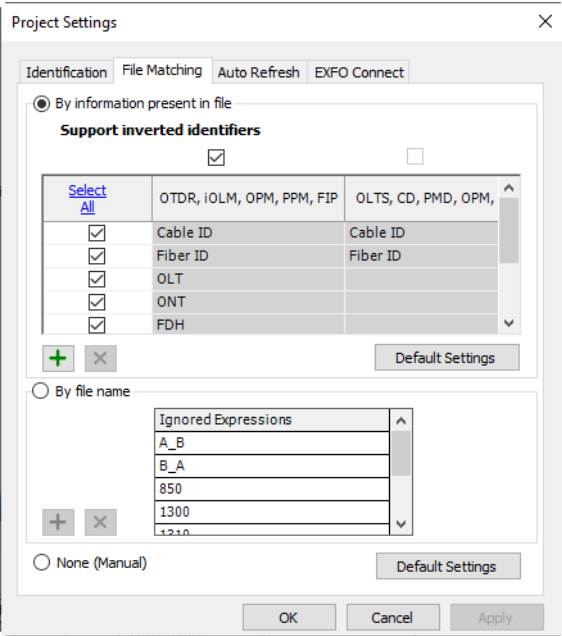 Project Settings
Identification File Matching Auto Refresh EXFO Connect
By information present in file
Support inverted identifiers
Select All OTDR, iOLM, OPM, PPM, FIP OLTS, CD, PMD, OPM,
Cable ID Cable ID
Fiber ID Fiber ID
OLT
ONT
FDH
Default Settings
By file name
Ignored Expressions
A_B
B_A
850
1300
1310
None (Manual)
Default Settings
OK Cancel Apply